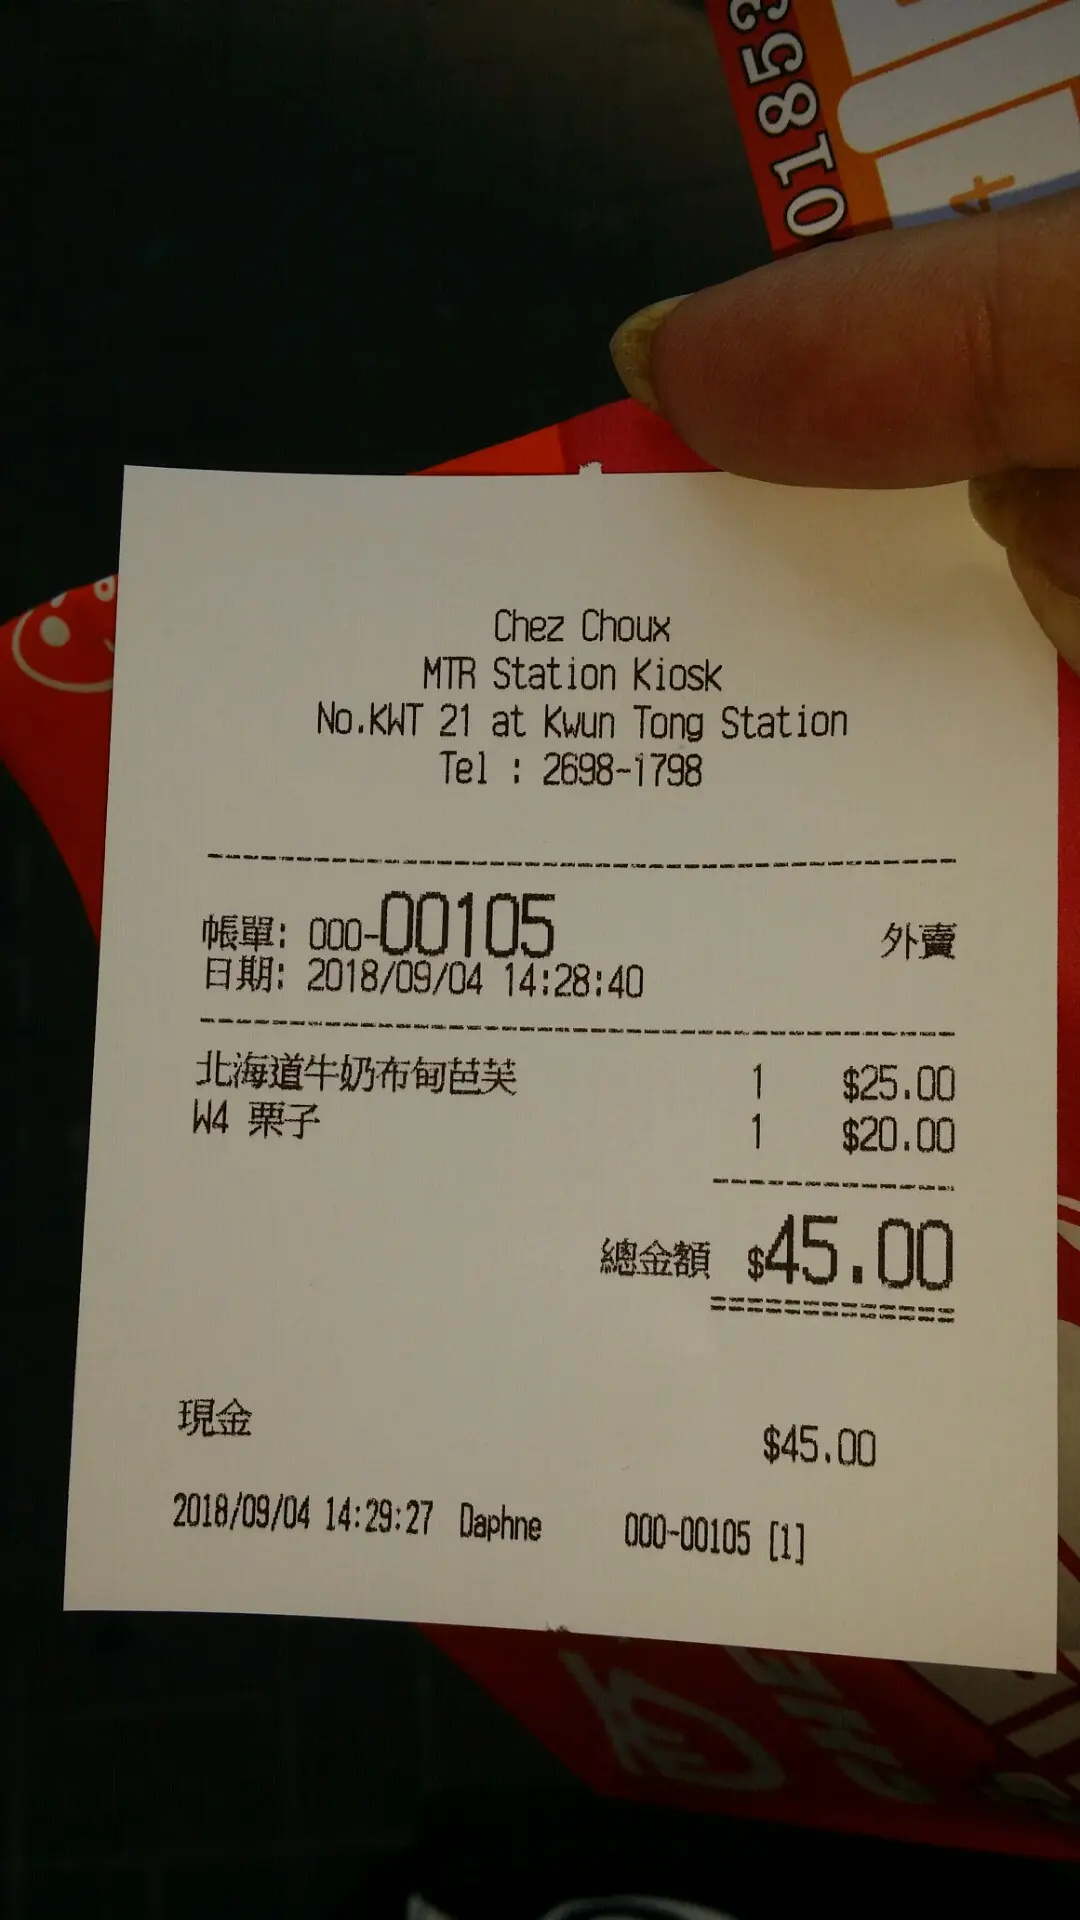 01853
Chez Choux
MTR Station Kiosk
No.KWT 21 at Kwun Tong Station
Tel : 2698-1798
帳單: 000-00105 外賣
日期: 2018/09/04 14:28:40
北海道牛奶布甸芭芙 1 $25.00
W4 栗子 1 $20.00
總金額 $45.00
現金 $45.00
2018/09/04 14:29:27 Daphne 000-00105 [1]